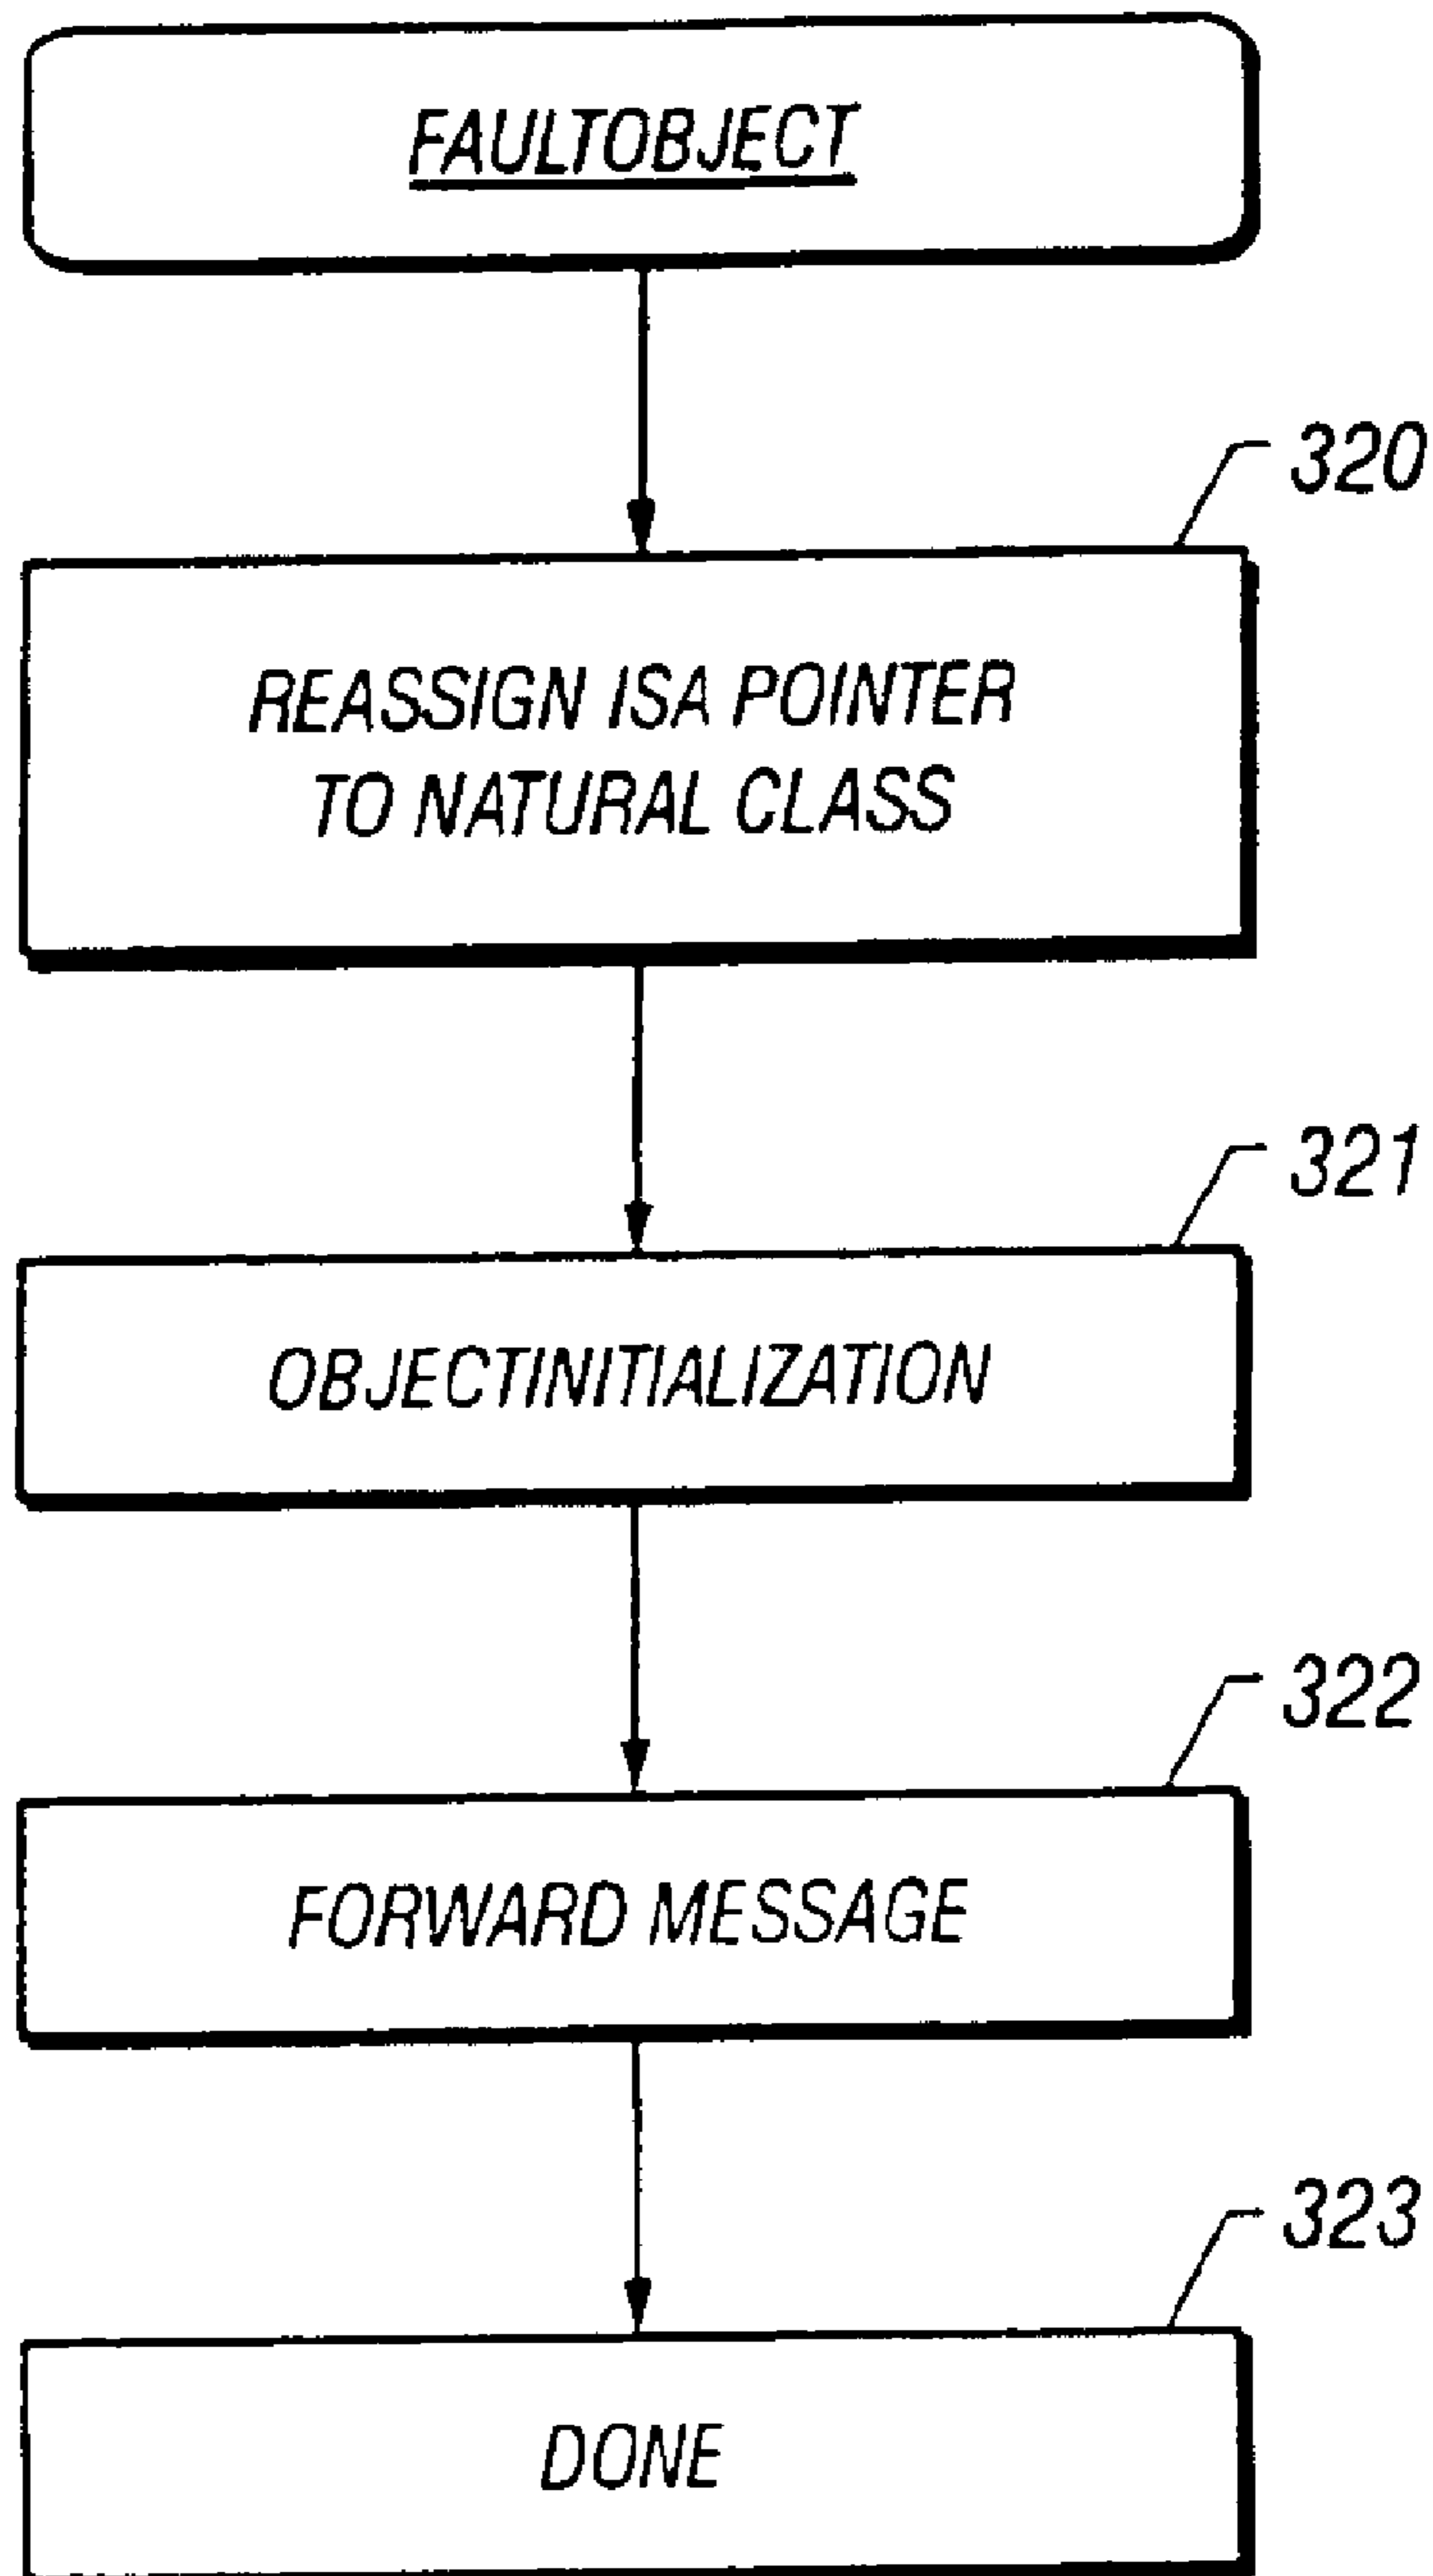 FAULTOBJECT
320
REASSIGN ISA POINTER
TO NATURAL CLASS
321
OBJECTINITIALIZATION
322
FORWARD MESSAGE
323
DONE